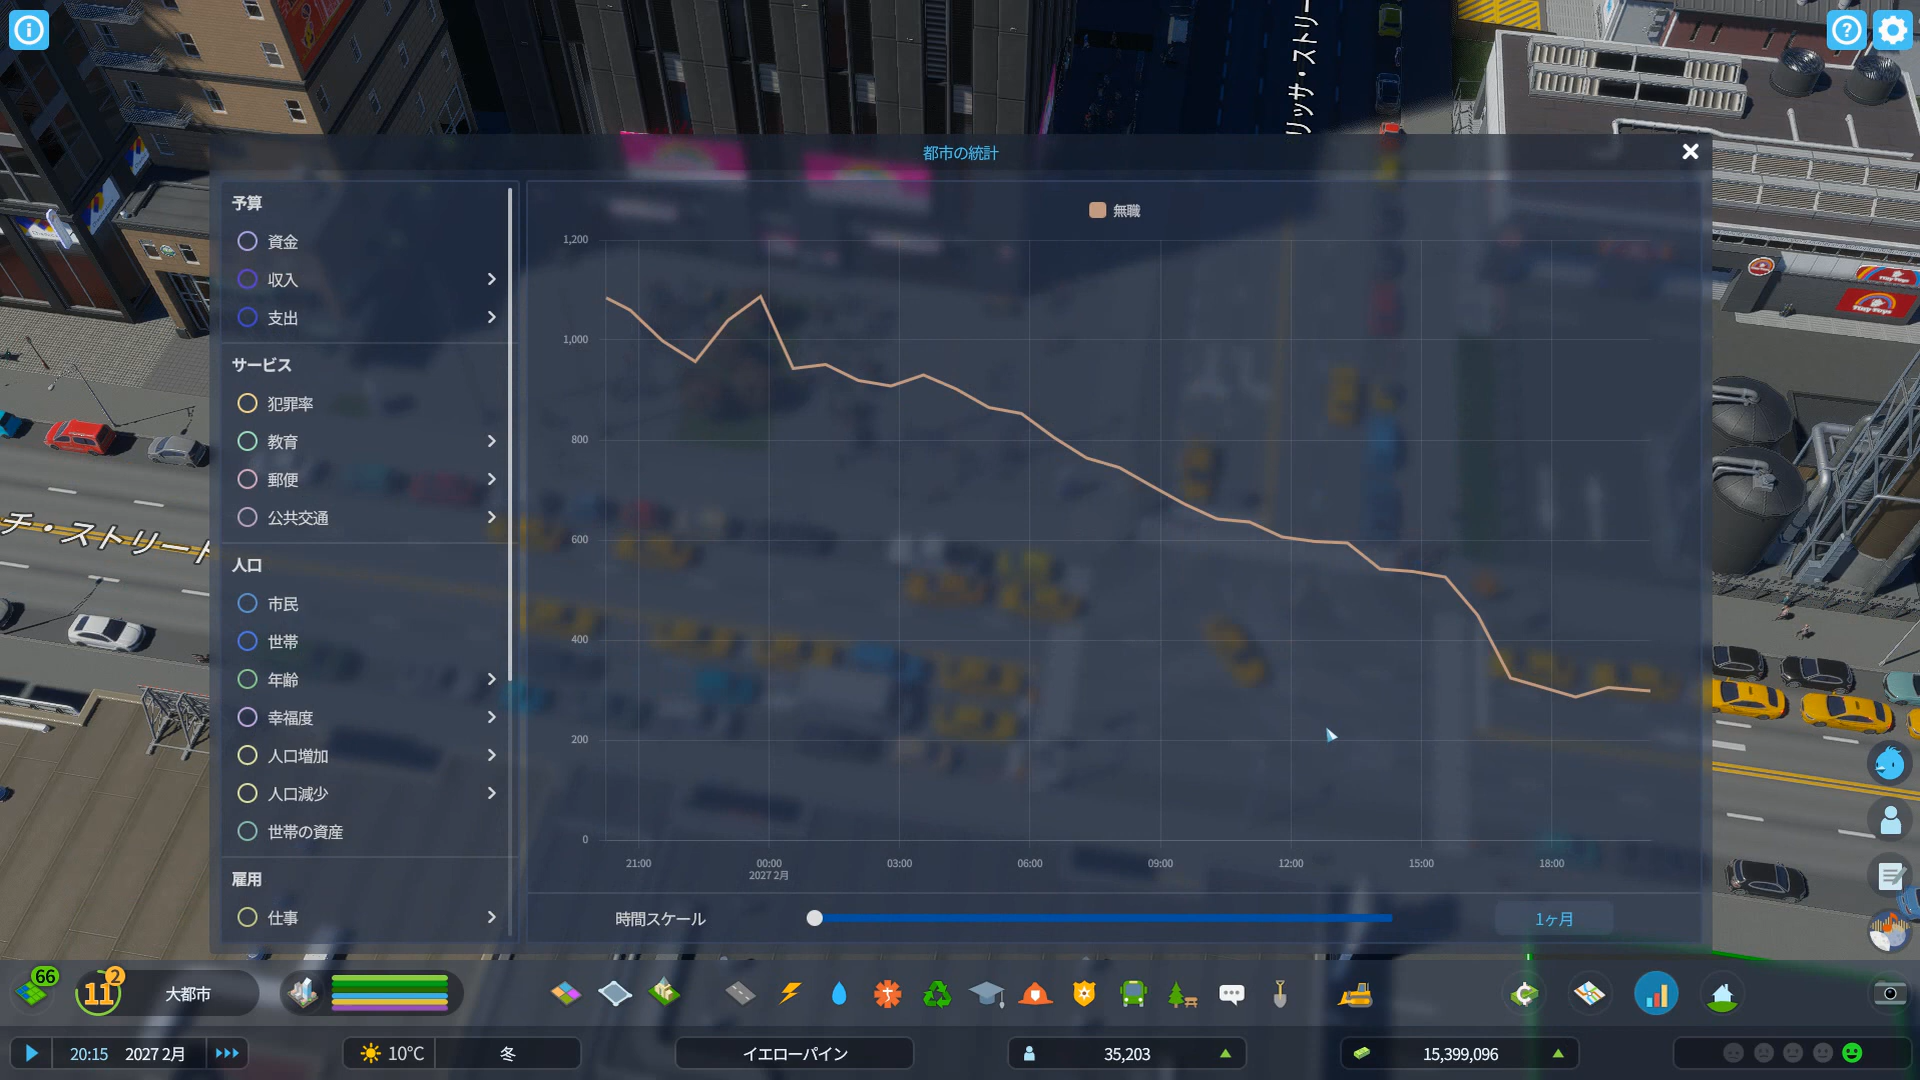 リッサ・ストリー
都市の統計
予算
資金
収入
支出
サービス
犯罪率
教育
郵便
公共交通
人口
市民
世帯
年齢
幸福度
人口増加
人口減少
世帯の資産
雇用
仕事
無職
1,200
1,000
800
600
400
200
0
21:00
00:00
03:00
06:00
09:00
12:00
15:00
18:00
2027 2月
時間スケール
1ヶ月
チ・ストリート
66
11
2
大都市
20:15 2027 2月
10°C
冬
イエローパイン
35,203
15,399,096